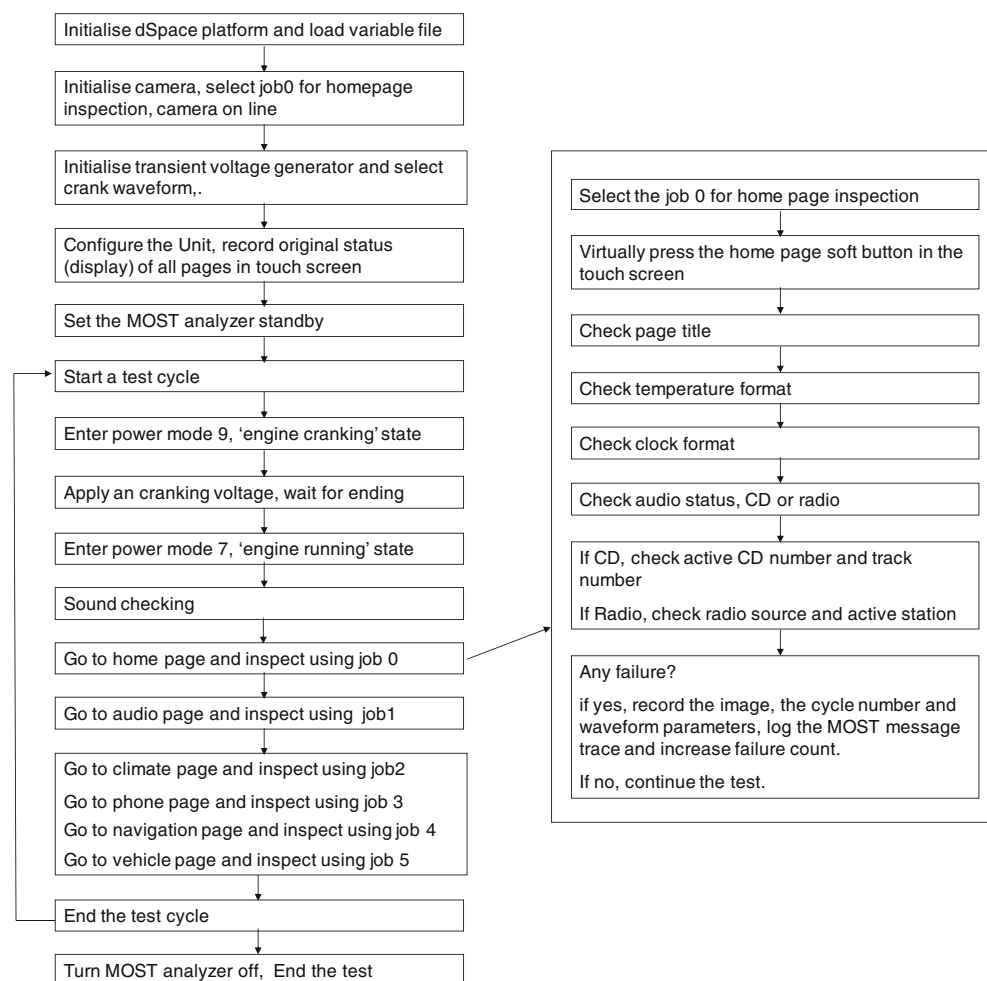 Initialise dSpace platform and load variable file
Initialise camera, select job0 for homepage
inspection, camera on line
Initialise transient voltage generator and select
crank waveform,.
Configure the Unit, record original status
(display) of all pages in touch screen
Set the MOST analyzer standby
Start a test cycle
Enter power mode 9, ‘engine cranking’ state
Apply an cranking voltage, wait for ending
Enter power mode 7, ‘engine running’ state
Sound checking
Go to home page and inspect using job 0
Go to audio page and inspect using job1
Go to climate page and inspect using job2
Go to phone page and inspect using job 3
Go to navigation page and inspect using job 4
Go to vehicle page and inspect using job 5
End the test cycle
Turn MOST analyzer off, End the test
Select the job 0 for home page inspection
Virtually press the home page soft button in the
touch screen
Check page title
Check temperature format
Check clock format
Check audio status, CD or radio
If CD, check active CD number and track
number
If Radio, check radio source and active station
Any failure?
if yes, record the image, the cycle number and
waveform parameters, log the MOST message
trace and increase failure count.
If no, continue the test.